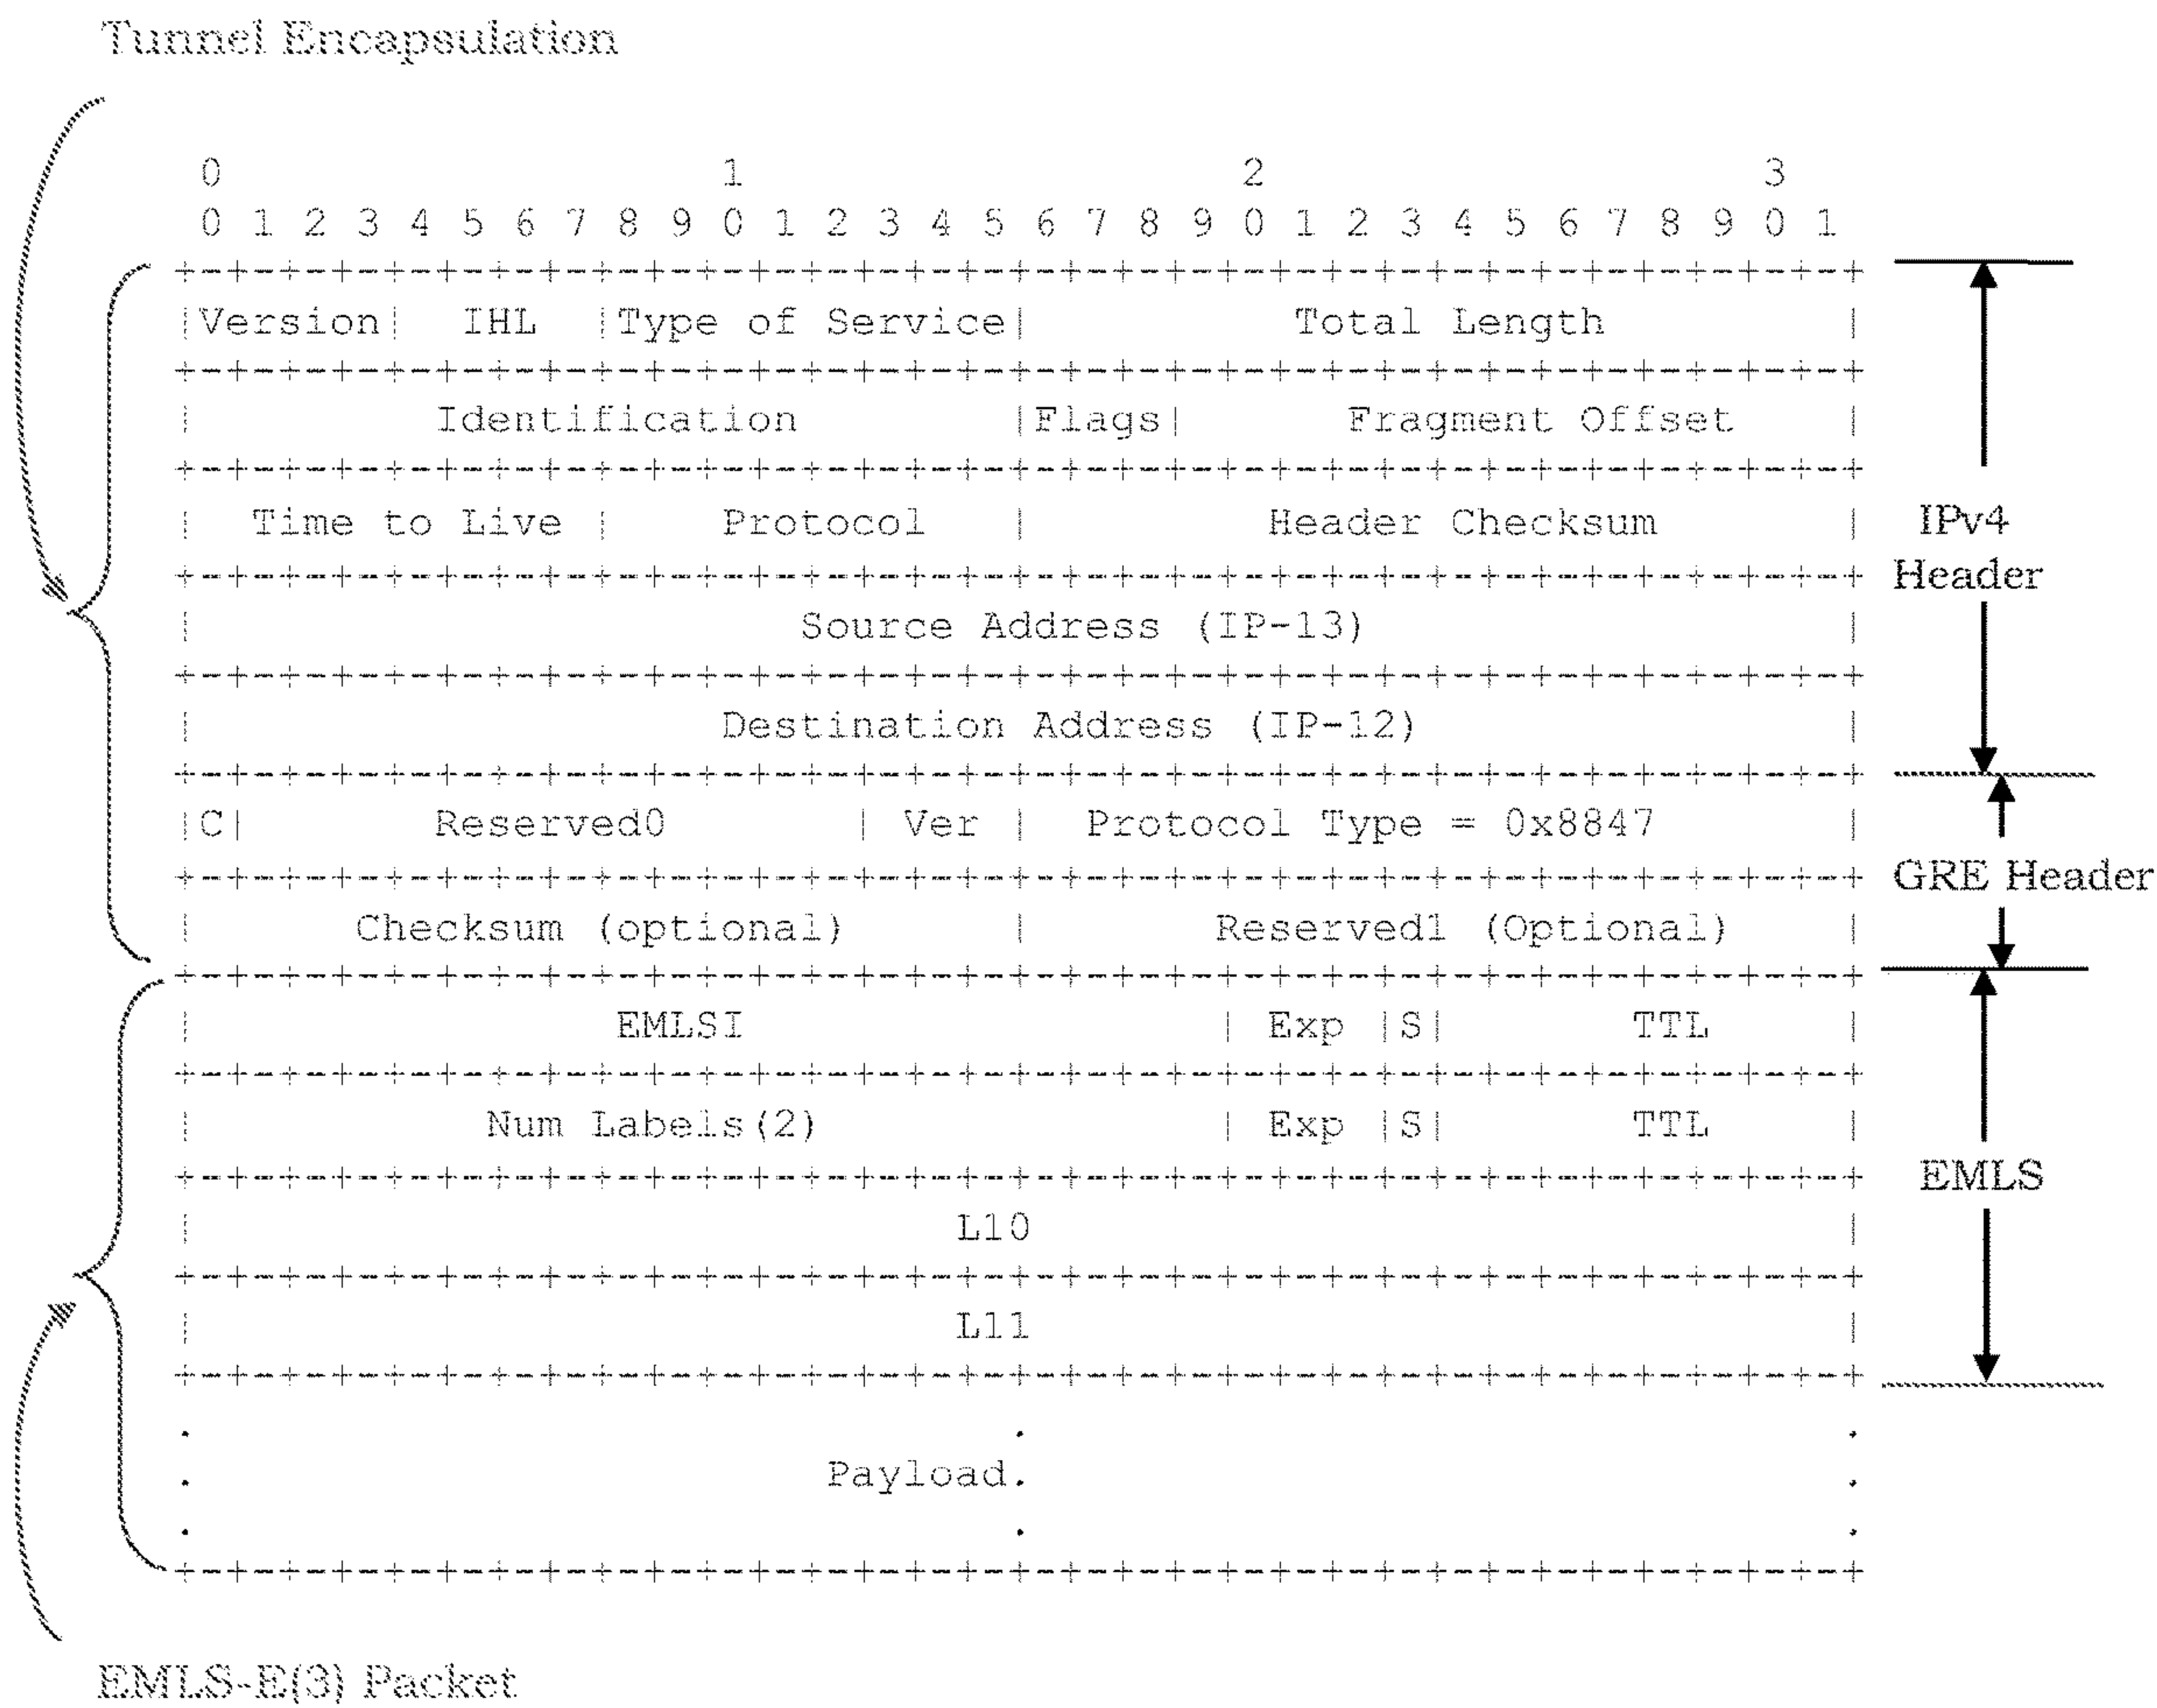 Tunnel Encapsulation
0 1 2 3
0 1 2 3 4 5 6 7 8 9 0 1 2 3 4 5 6 7 8 9 0 1 2 3 4 5 6 7 8 9 0 1
+-+-+-+-+-+-+-+-+-+-+-+-+-+-+-+-+-+-+-+-+-+-+-+-+-+-+-+-+-+-+-+-+
|Version| IHL |Type of Service| Total Length |
+-+-+-+-+-+-+-+-+-+-+-+-+-+-+-+-+-+-+-+-+-+-+-+-+-+-+-+-+-+-+-+-+
| Identification |Flags| Fragment Offset |
+-+-+-+-+-+-+-+-+-+-+-+-+-+-+-+-+-+-+-+-+-+-+-+-+-+-+-+-+-+-+-+-+
| Time to Live | Protocol | Header Checksum |
IPv4
Header
+-+-+-+-+-+-+-+-+-+-+-+-+-+-+-+-+-+-+-+-+-+-+-+-+-+-+-+-+-+-+-+-+
| Source Address (IP-13) |
+-+-+-+-+-+-+-+-+-+-+-+-+-+-+-+-+-+-+-+-+-+-+-+-+-+-+-+-+-+-+-+-+
| Destination Address (IP-12) |
+-+-+-+-+-+-+-+-+-+-+-+-+-+-+-+-+-+-+-+-+-+-+-+-+-+-+-+-+-+-+-+-+
|C| Reserved0 | Ver | Protocol Type = 0x8847 |
+-+-+-+-+-+-+-+-+-+-+-+-+-+-+-+-+-+-+-+-+-+-+-+-+-+-+-+-+-+-+-+-+
GRE Header
| Checksum (optional) | Reserved1 (Optional) |
+-+-+-+-+-+-+-+-+-+-+-+-+-+-+-+-+-+-+-+-+-+-+-+-+-+-+-+-+-+-+-+-+
| EMLSI | Exp |S| TTL |
+-+-+-+-+-+-+-+-+-+-+-+-+-+-+-+-+-+-+-+-+-+-+-+-+-+-+-+-+-+-+-+-+
| Num Labels(2) | Exp |S| TTL |
+-+-+-+-+-+-+-+-+-+-+-+-+-+-+-+-+-+-+-+-+-+-+-+-+-+-+-+-+-+-+-+-+
EMLS
| L10 |
+-+-+-+-+-+-+-+-+-+-+-+-+-+-+-+-+-+-+-+-+-+-+-+-+-+-+-+-+-+-+-+-+
| L11 |
+-+-+-+-+-+-+-+-+-+-+-+-+-+-+-+-+-+-+-+-+-+-+-+-+-+-+-+-+-+-+-+-+
. . .
. Payload. .
. . .
+-+-+-+-+-+-+-+-+-+-+-+-+-+-+-+-+-+-+-+-+-+-+-+-+-+-+-+-+-+-+-+-+
EMLS-E(3) Packet